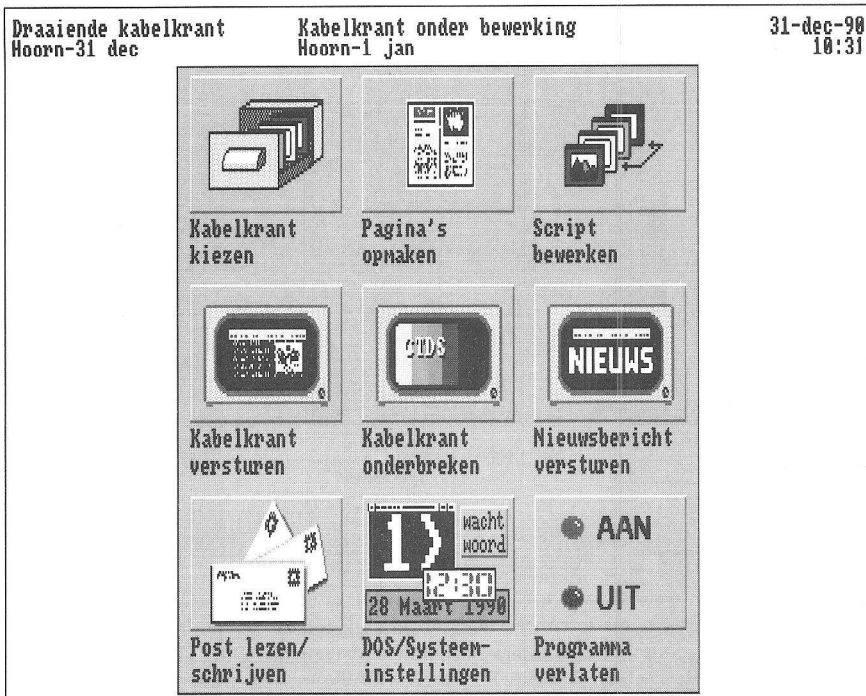 Draaiende kabelkrant Kabelkrant onder bewerking 31-dec-90
Hoorn-31 dec Hoorn-1 jan 10:31
Kabelkrant kiezen
Pagina's opmaken
Script bewerken
CTDS
NIEUWS
Kabelkrant versturen
Kabelkrant onderbreken
Nieuwsbericht versturen
1)
wacht
woord
12:30
28 Maart 1990
AAN
UIT
Post lezen/
schrijven
DOS/Systeem-
instellingen
Programma
verlaten